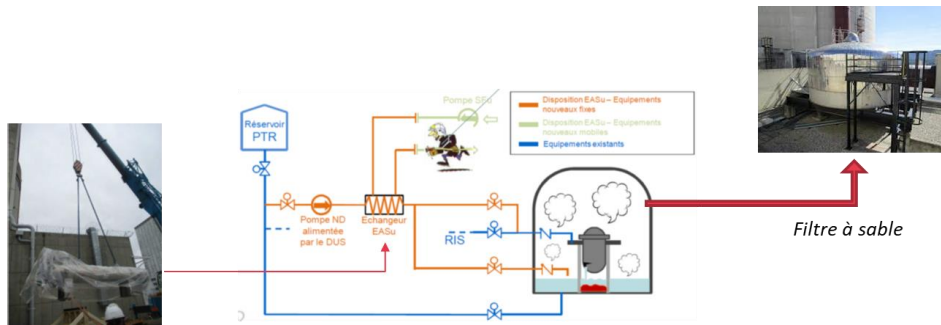 Pompe SEu
Réservoir
PTR
Disposition EASu – Equipements
nouveaux fixes
Disposition EASu – Equipements
nouveaux mobiles
Equipements existants
Pompe ND
alimentée
par le DUS
Echangeur
EASu
RIS
Filtre à sable